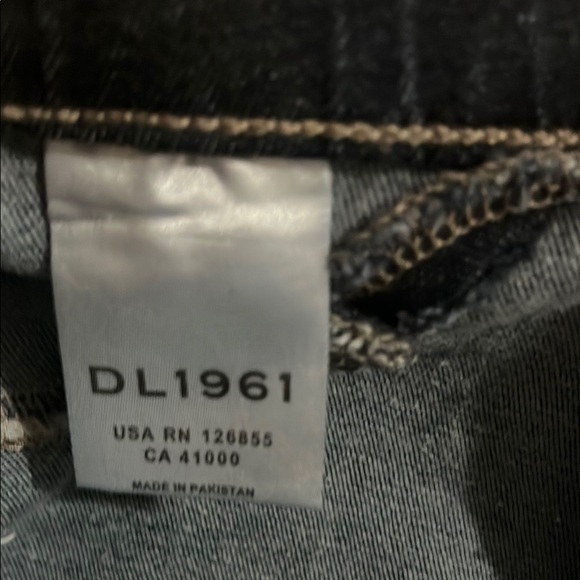 DL1961
USA RN 126855
CA 41000
MADE IN PAKISTAN